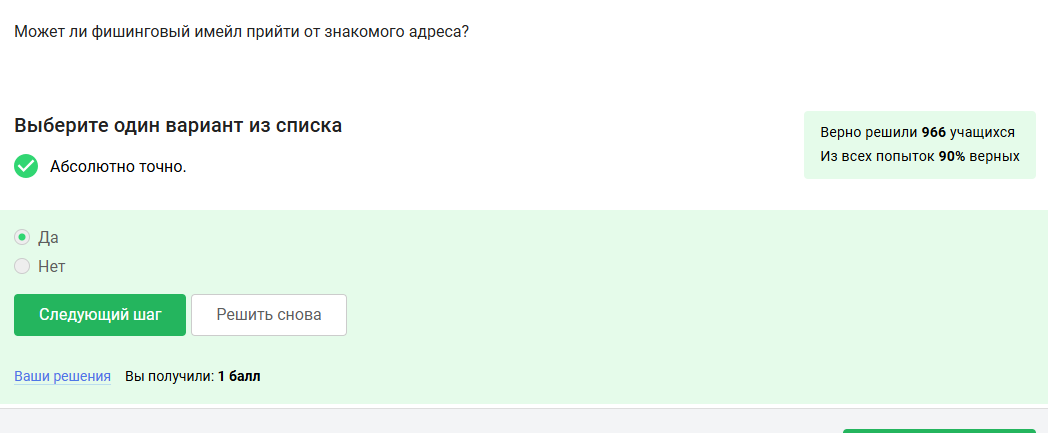 Может ли фишинговый имейл прийти от знакомого адреса?
Выберите один вариант из списка
Абсолютно точно.
Верно решили 966 учащихся
Из всех попыток 90% верных
Да
Нет
Следующий шаг
Решить снова
Ваши решения Вы получили: 1 балл